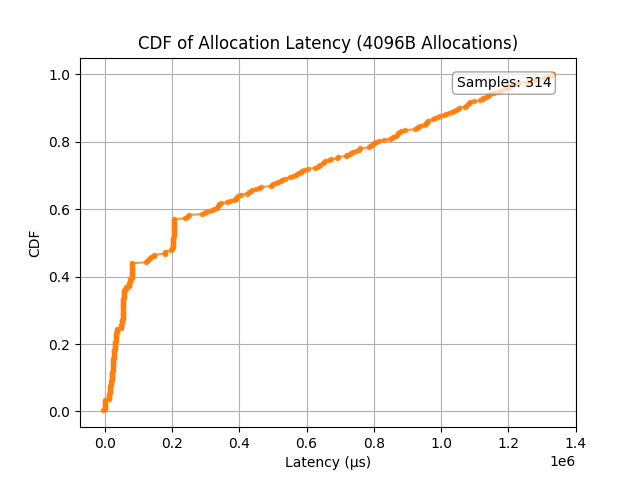 CDF of Allocation Latency (4096B Allocations)
Samples: 314
CDF
1.0
0.8
0.6
0.4
0.2
0.0
0.0 0.2 0.4 0.6 0.8 1.0 1.2 1.4
Latency (µs)
1e6